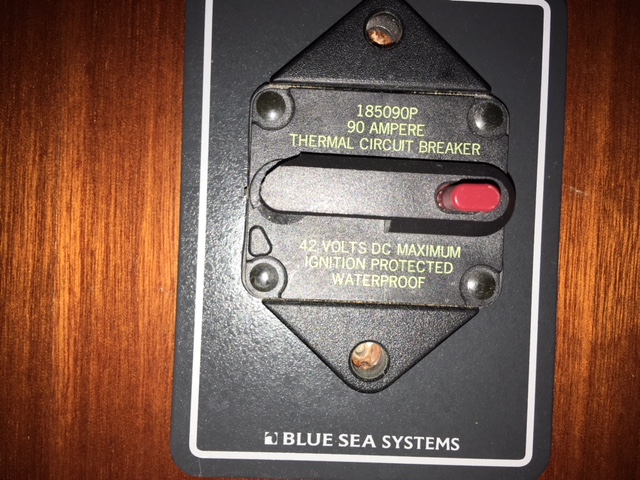 185090P
90 AMPERE
THERMAL CIRCUIT BREAKER
42 VOLTS DC MAXIMUM
IGNITION PROTECTED
WATERPROOF
BLUE SEA SYSTEMS